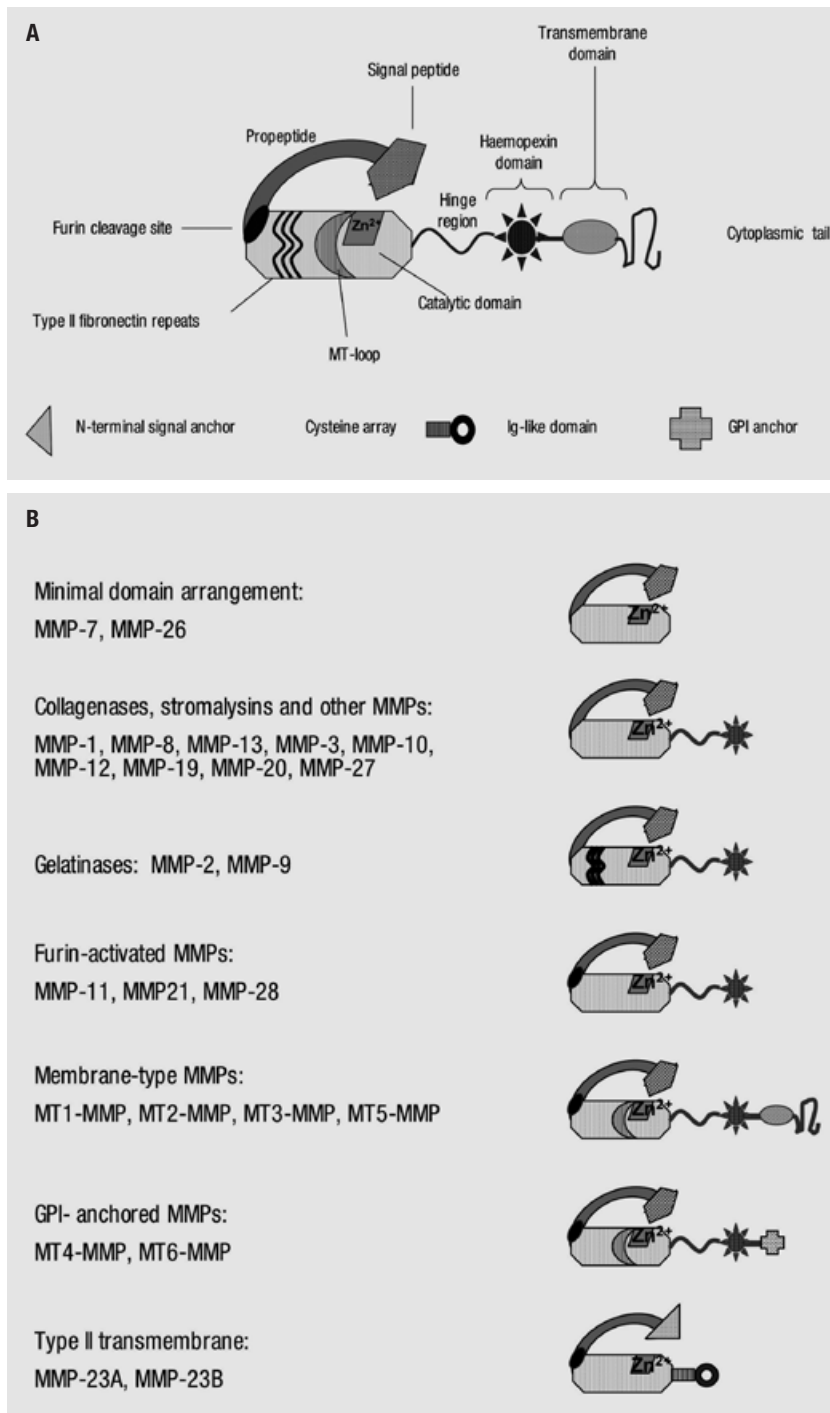 A
Transmembrane
domain
Signal peptide
Propeptide
Haemopexin
domain
Hinge
region
Furin cleavage site
Zn2+
Cytoplasmic tail
Catalytic domain
Type II fibronectin repeats
MT-loop
N-terminal signal anchor
Cysteine array
Ig-like domain
GPI anchor
B
Minimal domain arrangement:
MMP-7, MMP-26
Zn2+
Collagenases, stromalysins and other MMPs:
MMP-1, MMP-8, MMP-13, MMP-3, MMP-10,
MMP-12, MMP-19, MMP-20, MMP-27
Zn2+
Gelatinases: MMP-2, MMP-9
Zn2+
Furin-activated MMPs:
MMP-11, MMP21, MMP-28
Zn2+
Membrane-type MMPs:
MT1-MMP, MT2-MMP, MT3-MMP, MT5-MMP
Zn2+
GPI- anchored MMPs:
MT4-MMP, MT6-MMP
Zn2+
Type II transmembrane:
MMP-23A, MMP-23B
Zn2+